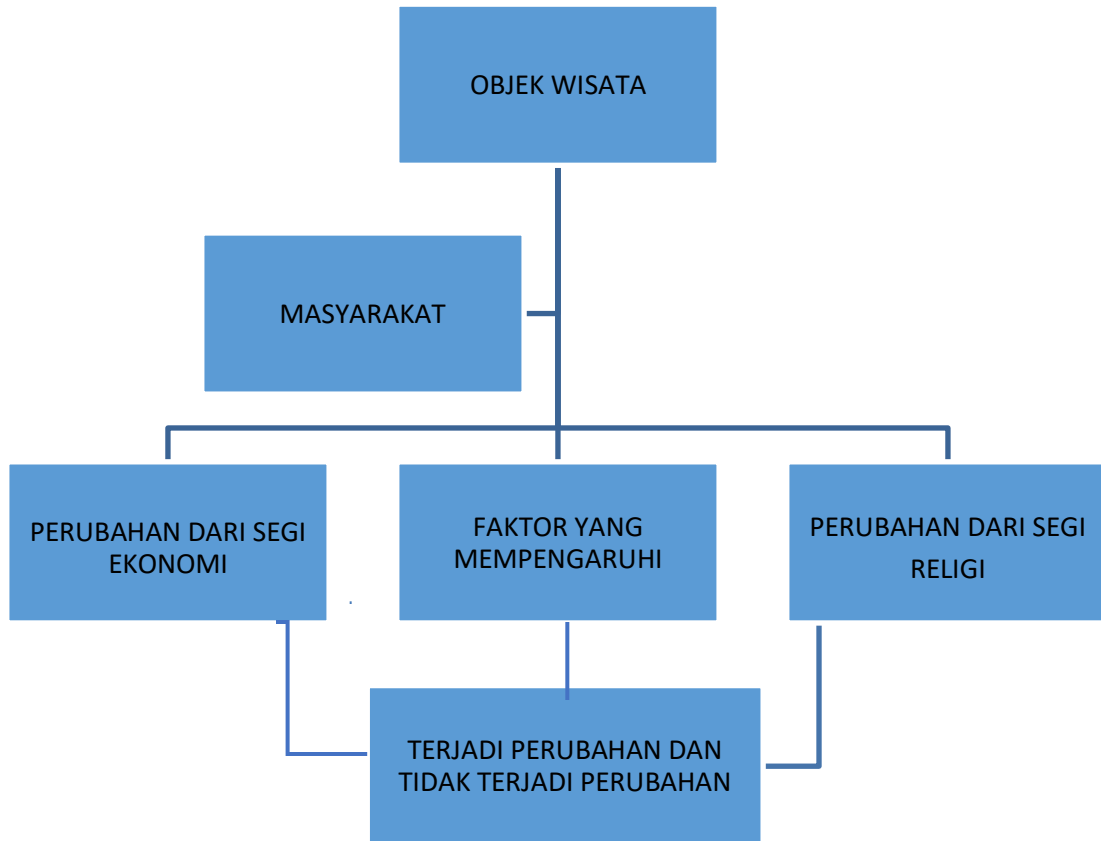 OBJEK WISATA
MASYARAKAT
PERUBAHAN DARI SEGI
EKONOMI
FAKTOR YANG
MEMPENGARUHI
PERUBAHAN DARI SEGI
RELIGI
TERJADI PERUBAHAN DAN
TIDAK TERJADI PERUBAHAN